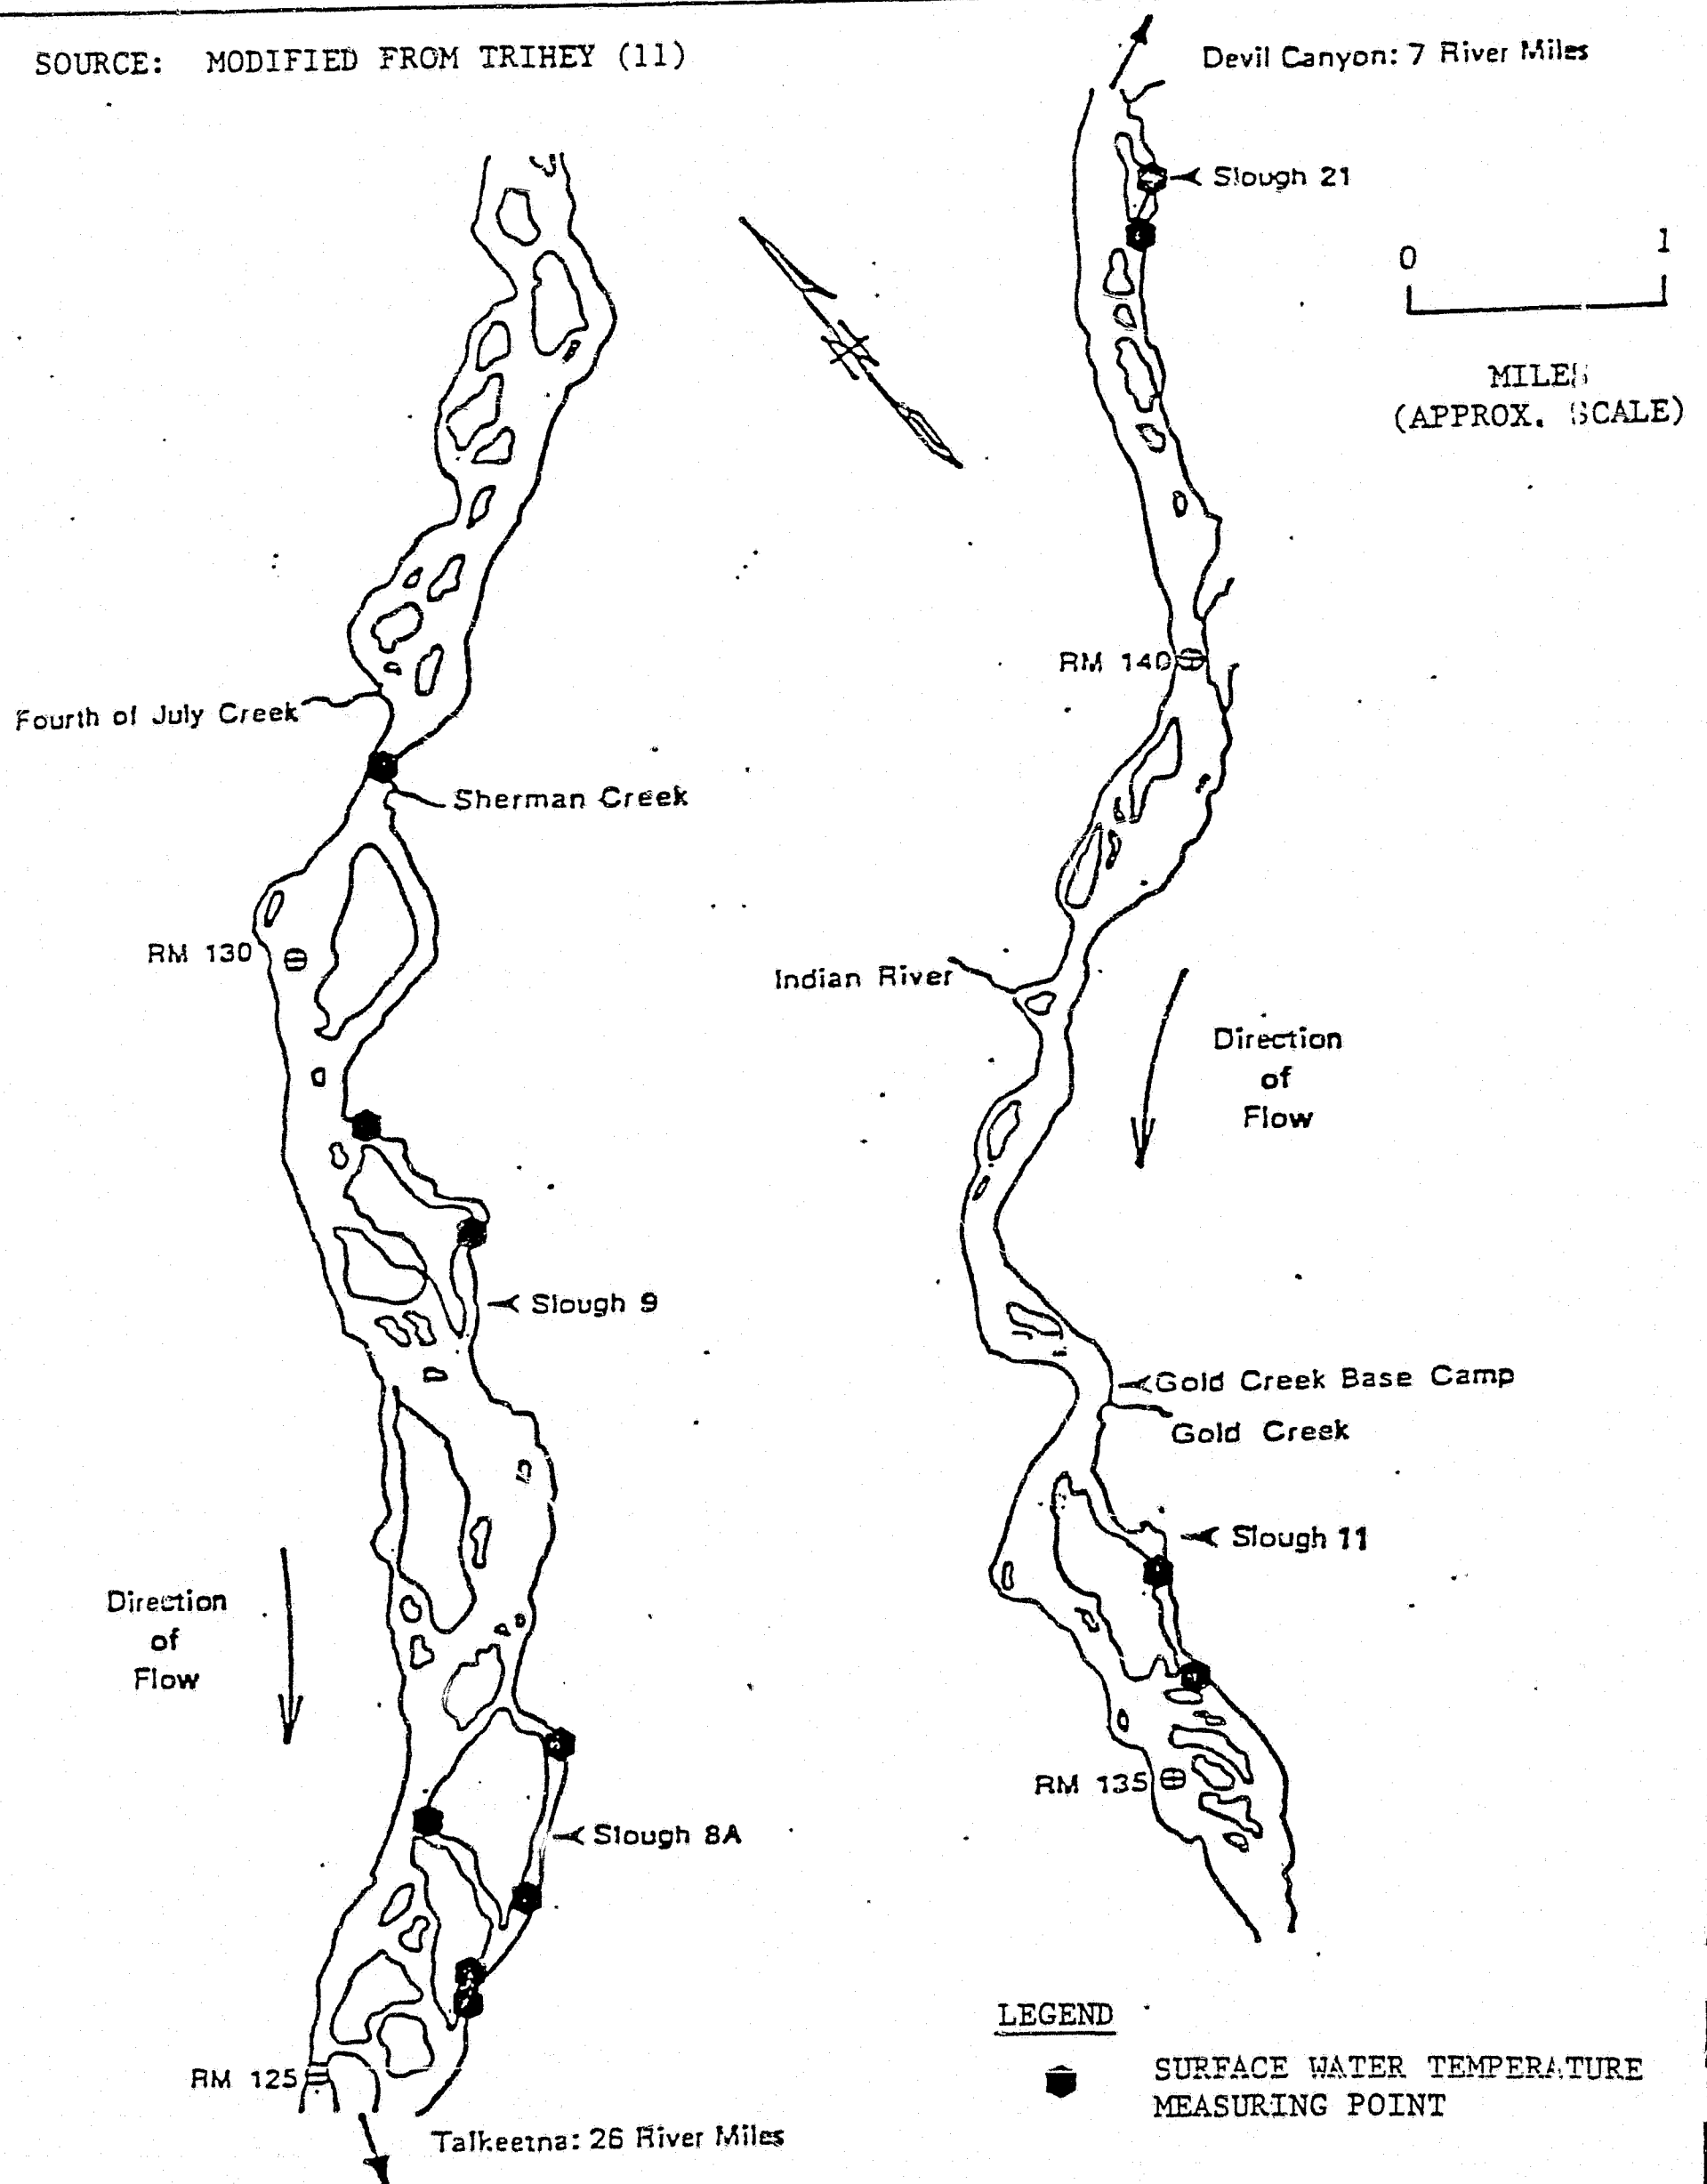 SOURCE: MODIFIED FROM TRIHEY (11)
Devil Canyon: 7 River Miles
Slough 21
0 1
MILES
(APPROX. SCALE)
RM 140
Fourth of July Creek
Sherman Creek
RM 130
Indian River
Direction
of
Flow
Slough 9
Gold Creek Base Camp
Gold Creek
Slough 11
Direction
of
Flow
RM 135
Slough 8A
LEGEND
SURFACE WATER TEMPERATURE
MEASURING POINT
RM 125
Talkeetna: 26 River Miles